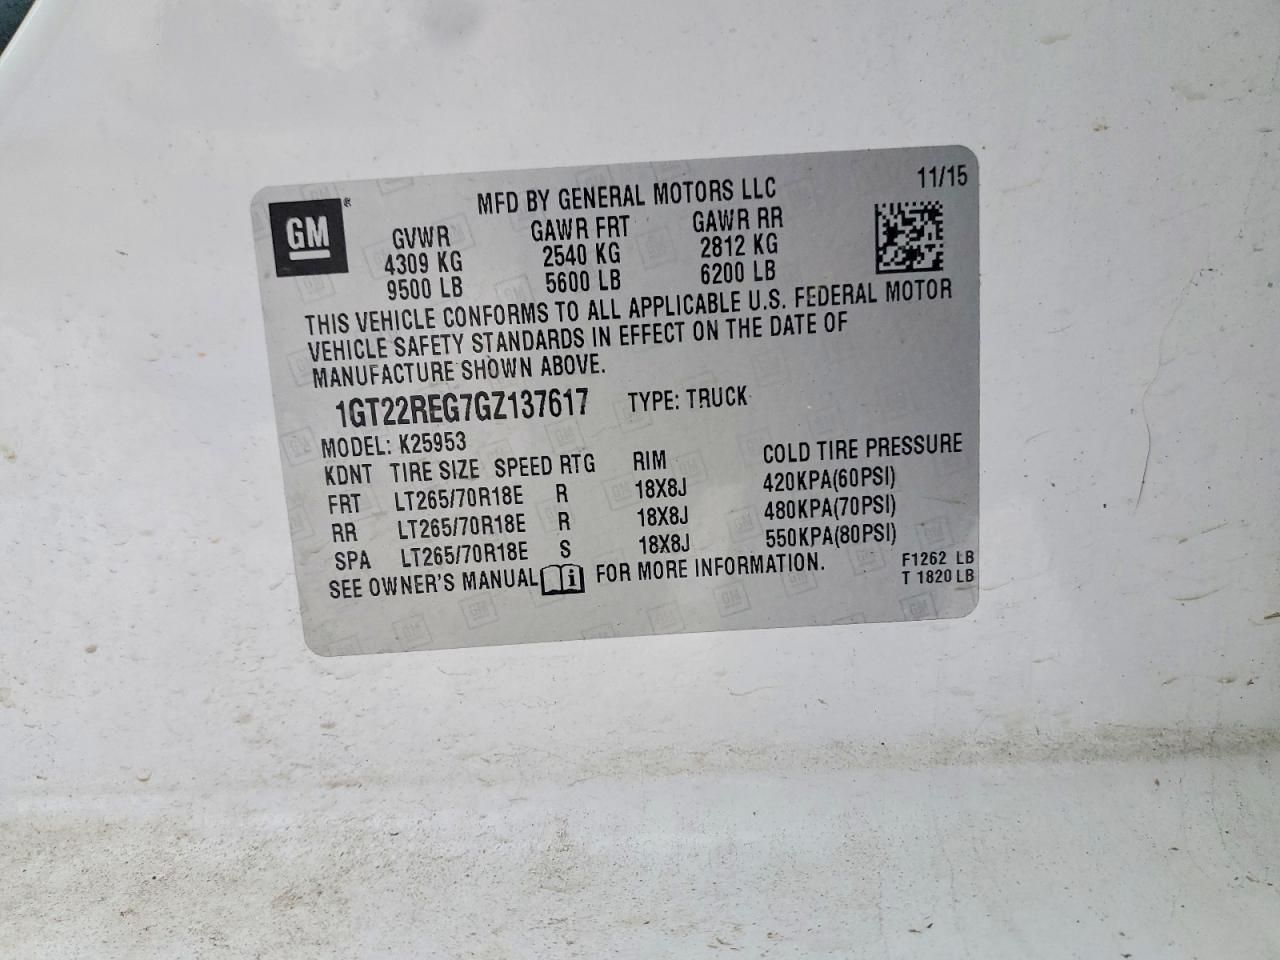 MFD BY GENERAL MOTORS LLC 11/15
GM®
GVWR GAWR FRT GAWR RR
4309 KG 2540 KG 2812 KG
9500 LB 5600 LB 6200 LB
THIS VEHICLE CONFORMS TO ALL APPLICABLE U.S. FEDERAL MOTOR
VEHICLE SAFETY STANDARDS IN EFFECT ON THE DATE OF
MANUFACTURE SHOWN ABOVE.
1GT22REG7GZ137617 TYPE: TRUCK
MODEL: K25953
KDNT TIRE SIZE SPEED RTG RIM COLD TIRE PRESSURE
FRT LT265/70R18E R 18X8J 420KPA(60PSI)
RR LT265/70R18E R 18X8J 480KPA(70PSI)
SPA LT265/70R18E S 18X8J 550KPA(80PSI)
SEE OWNER'S MANUAL FOR MORE INFORMATION.
F1262 LB
T 1820 LB